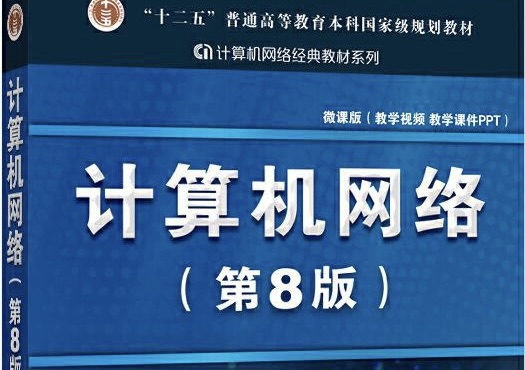 “十二五”普通高等教育本科国家级规划教材
计算机网络经典教材系列
微课版（教学视频 教学课件PPT）
计算机网络
（第8版）
计算机网络（第8版